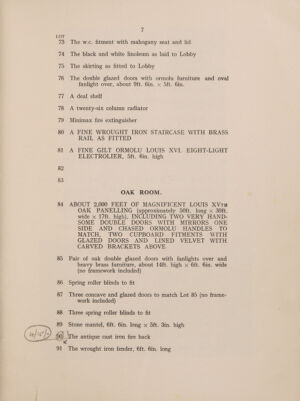 7
LOT
73 The w.c. fitment with mahogany seat and lid
74 The black and white linoleum as laid to Lobby
75 The skirting as fitted to Lobby
76 The double glazed doors with ormolu furniture and oval
fanlight over, about 9ft. 6in. × 5ft. 6in.
77 A deal shelf
78 A twenty-six column radiator
79 Minimax fire extinguisher
80 A FINE WROUGHT IRON STAIRCASE WITH BRASS
RAIL AS FITTED
81 A FINE GILT ORMOLU LOUIS XVI. EIGHT-LIGHT
ELECTROLIER, 5ft. 6in. high
82
83
OAK ROOM.
84 ABOUT 2,000 FEET OF MAGNIFICENT LOUIS XVTH
OAK PANELLING (approximately 50ft. long × 30ft.
wide × 17ft. high), INCLUDING TWO VERY HAND-
SOME DOUBLE DOORS WITH MIRRORS ONE
SIDE AND CHASED ORMOLU HANDLES TO
MATCH, TWO CUPBOARD FITMENTS WITH
GLAZED DOORS AND LINED VELVET WITH
CARVED BRACKETS ABOVE.
85 Pair of oak double glazed doors with fanlights over and
heavy brass furniture, about 14ft. high × 6ft. 6in. wide
(no framework included)
86 Spring roller blinds to fit
87 Three concave and glazed doors to match Lot 85 (no frame-
work included)
88 Three spring roller blinds to fit
89 Stone mantel, 6ft. 6in. long × 5ft. 3in. high
90 The antique cast iron fire back
91 The wrought iron fender, 6ft. 6in. long